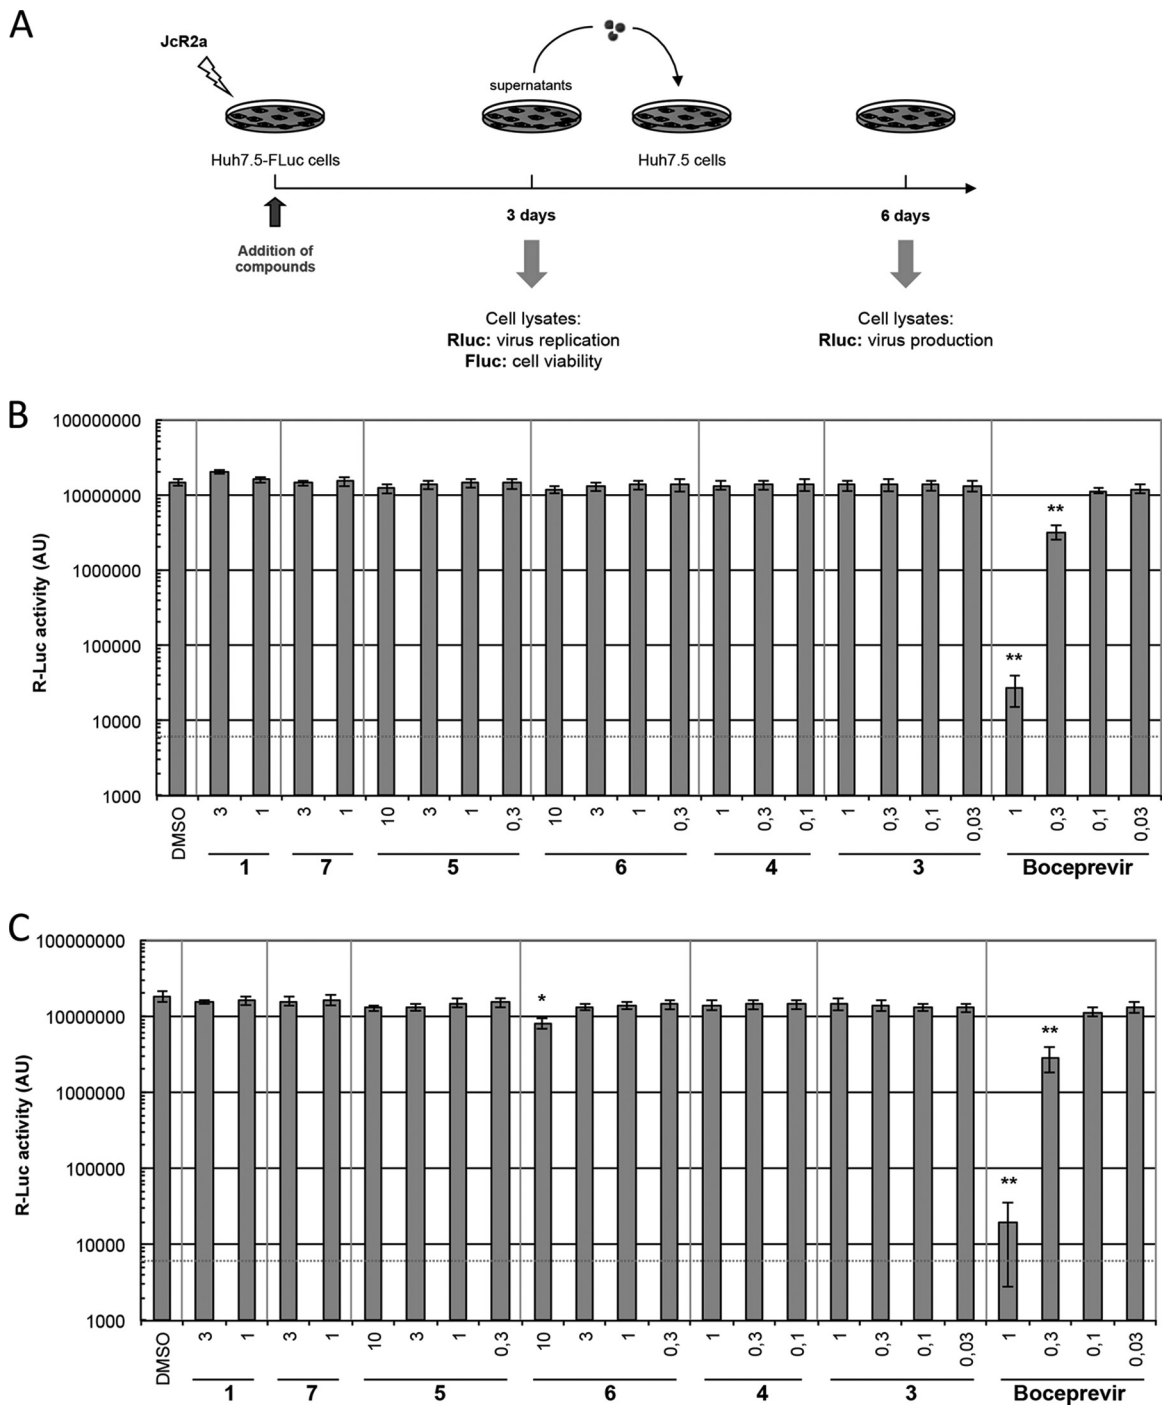 A
JcR2a
supernatants
Huh7.5-FLuc cells
Huh7.5 cells
Addition of
compounds
3 days
6 days
Cell lysates:
Rluc: virus replication
Fluc: cell viability
Cell lysates:
Rluc: virus production
B
R-Luc activity (AU)
100000000
10000000
1000000
100000
10000
1000
**
**
DMSO 3 1 3 1 10 3 1 0,3 10 3 1 0,3 1 0,3 0,1 1 0,3 0,1 0,03 1 0,3 0,1 0,03
1 7 5 6 4 3 Boceprevir
C
R-Luc activity (AU)
100000000
10000000
1000000
100000
10000
1000
*
**
**
DMSO 3 1 3 1 10 3 1 0,3 10 3 1 0,3 1 0,3 0,1 1 0,3 0,1 0,03 1 0,3 0,1 0,03
1 7 5 6 4 3 Boceprevir